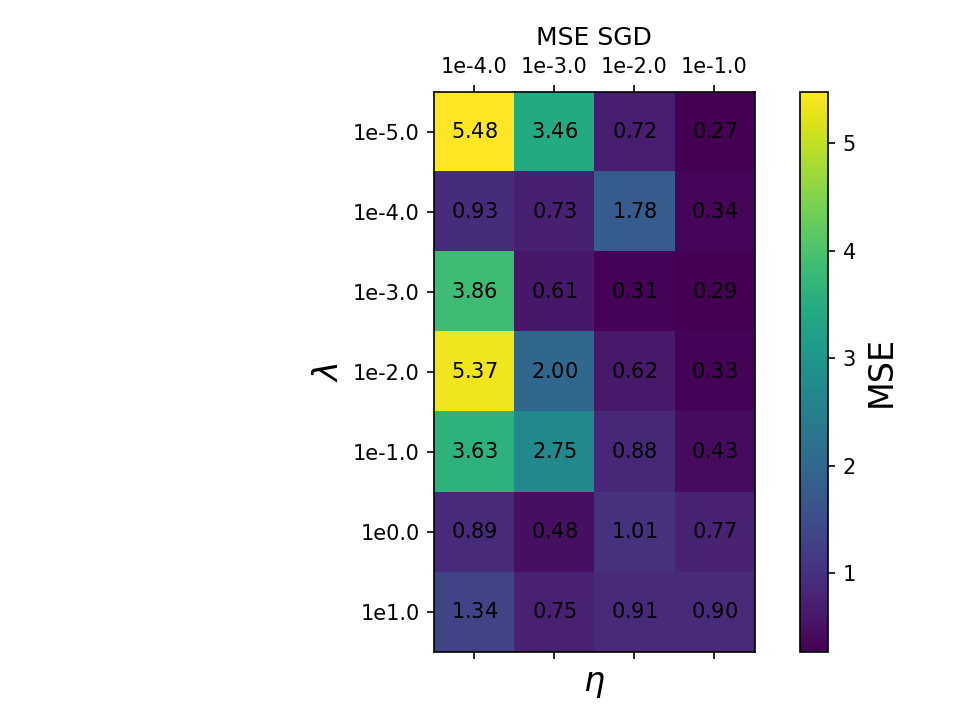 MSE SGD
1e-4.0 1e-3.0 1e-2.0 1e-1.0
1e-5.0 5.48 3.46 0.72 0.27
1e-4.0 0.93 0.73 1.78 0.34
1e-3.0 3.86 0.61 0.31 0.29
1e-2.0 5.37 2.00 0.62 0.33
1e-1.0 3.63 2.75 0.88 0.43
1e0.0 0.89 0.48 1.01 0.77
1e1.0 1.34 0.75 0.91 0.90
λ
η
5
4
3
2
1
MSE